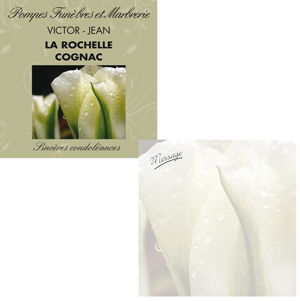 Pompes Funèbres et Marbrerie
VICTOR - JEAN
LA ROCHELLE
COGNAC
Sincères condoléances
Message